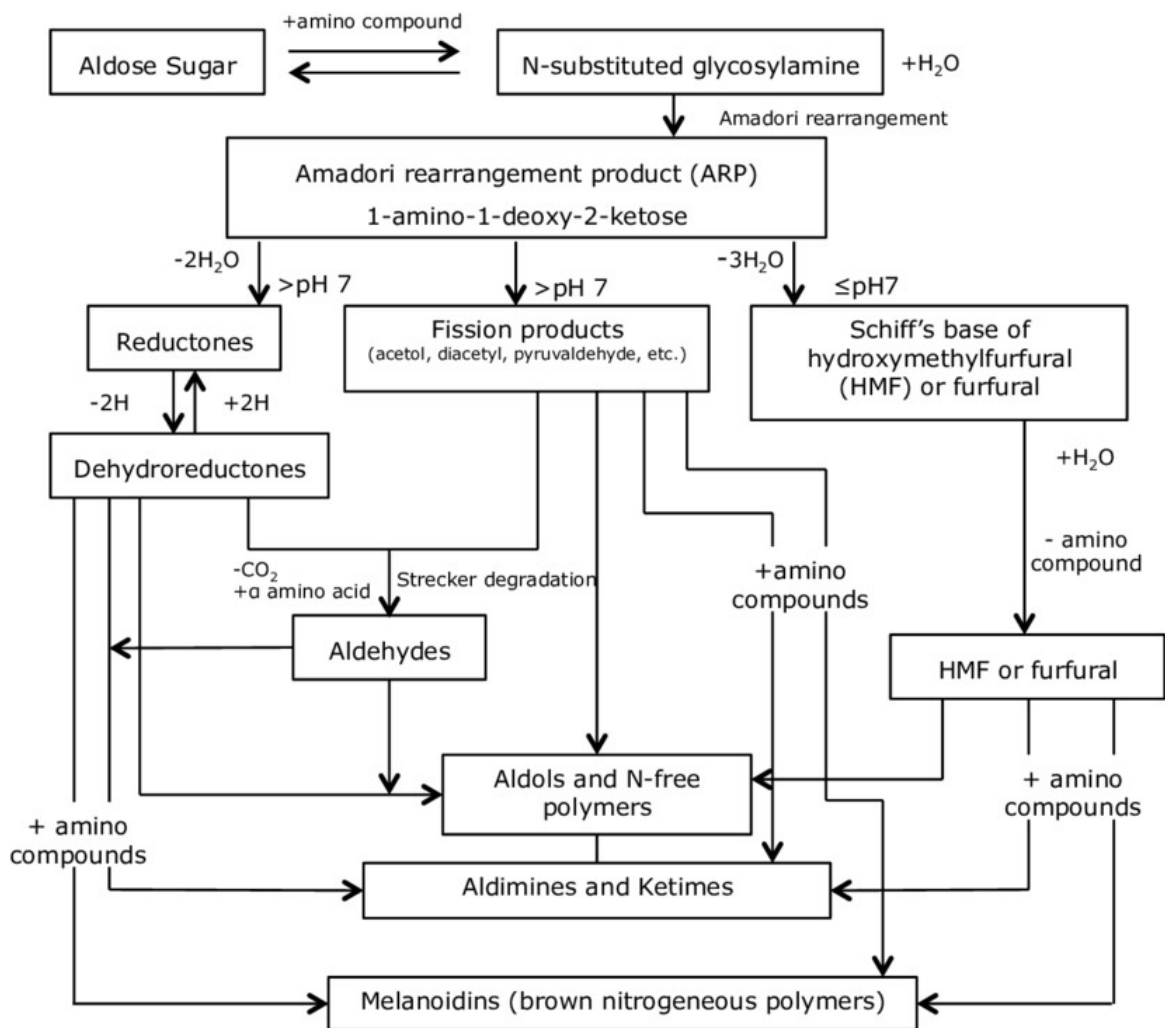 +amino compound
Aldose Sugar
N-substituted glycosylamine
+H₂O
Amadori rearrangement
Amadori rearrangement product (ARP)
1-amino-1-deoxy-2-ketose
-2H₂O
>pH 7
>pH 7
-3H₂O
≤pH7
Reductones
Fission products
(acetol, diacetyl, pyruvaldehyde, etc.)
Schiff's base of
hydroxymethylfurfural
(HMF) or furfural
-2H
+2H
Dehydroreductones
+H₂O
-CO₂
+α amino acid
Strecker degradation
+amino
compounds
- amino
compound
Aldehydes
HMF or furfural
Aldols and N-free
polymers
+ amino
compounds
+ amino
compounds
Aldimines and Ketimes
Melanoidins (brown nitrogeneous polymers)